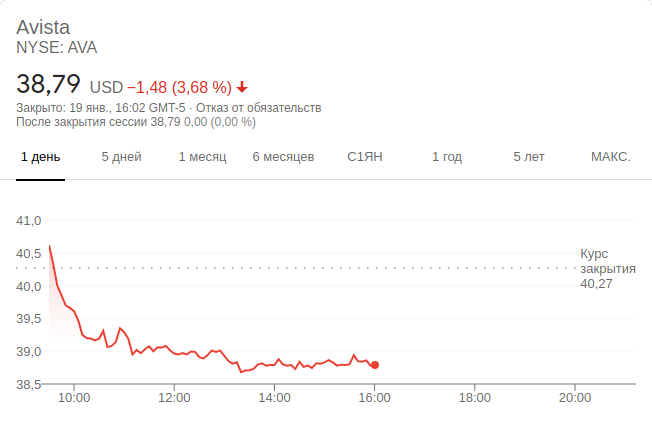 Avista
NYSE: AVA
38,79 USD −1,48 (3,68 %)
Закрыто: 19 янв., 16:02 GMT-5 · Отказ от обязательств
После закрытия сессии 38,79 0,00 (0,00 %)
1 день 5 дней 1 месяц 6 месяцев С1ЯН 1 год 5 лет МАКС.
41,0
40,5
40,0
39,5
39,0
38,5
Курс
закрытия
40,27
10:00 12:00 14:00 16:00 18:00 20:00